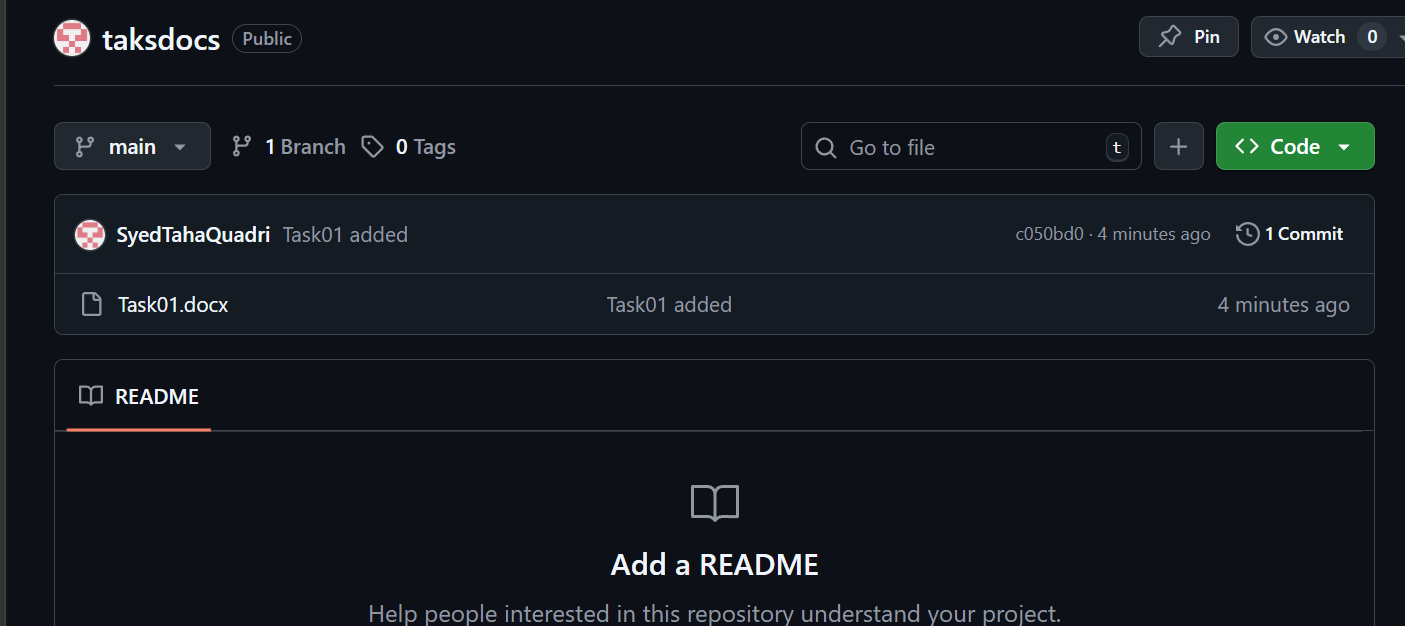 taksdocs Public Pin Watch 0
main 1 Branch 0 Tags Go to file t Code
SyedTahaQuadri Task01 added c050bd0 · 4 minutes ago 1 Commit
Task01.docx Task01 added 4 minutes ago
README
Add a README
Help people interested in this repository understand your project.